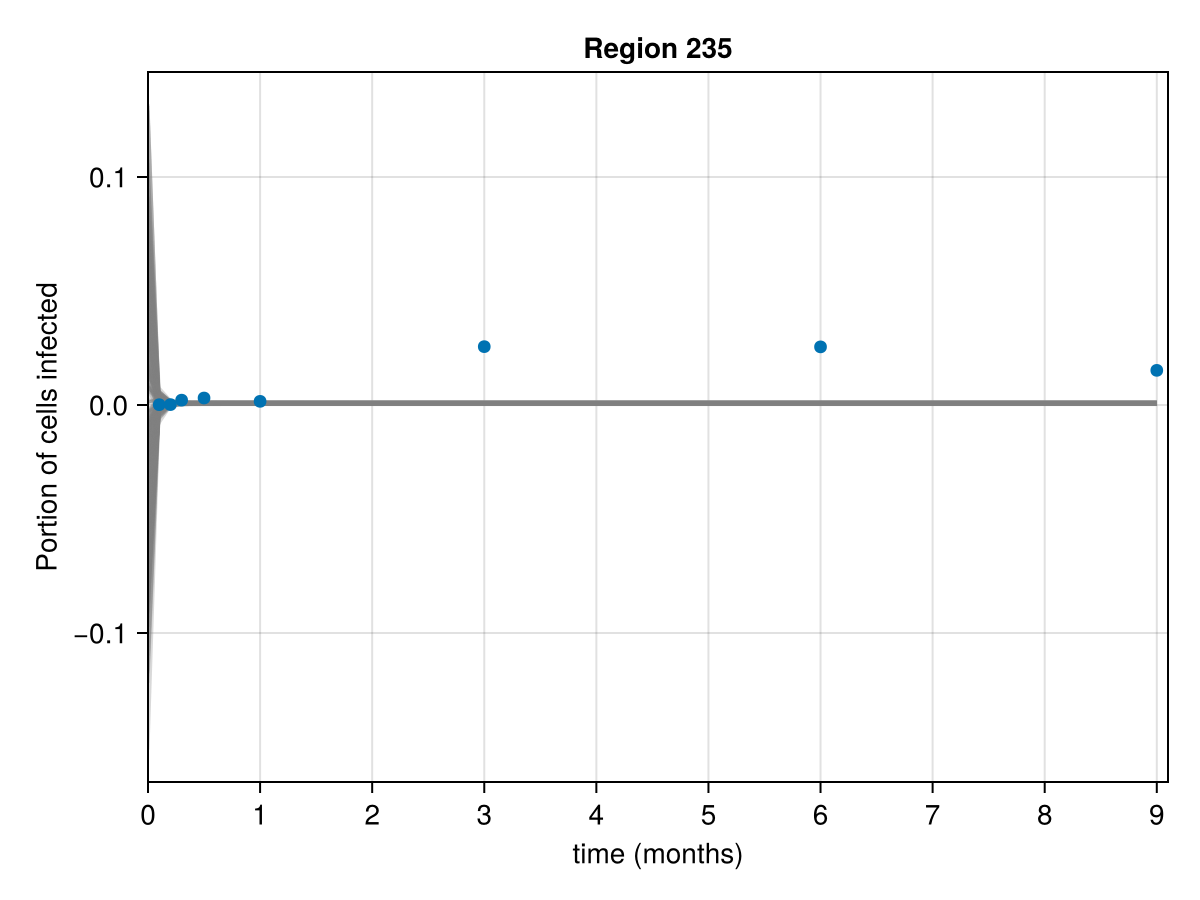 Region 235
Portion of cells infected
0.1
0.0
−0.1
0 1 2 3 4 5 6 7 8 9
time (months)